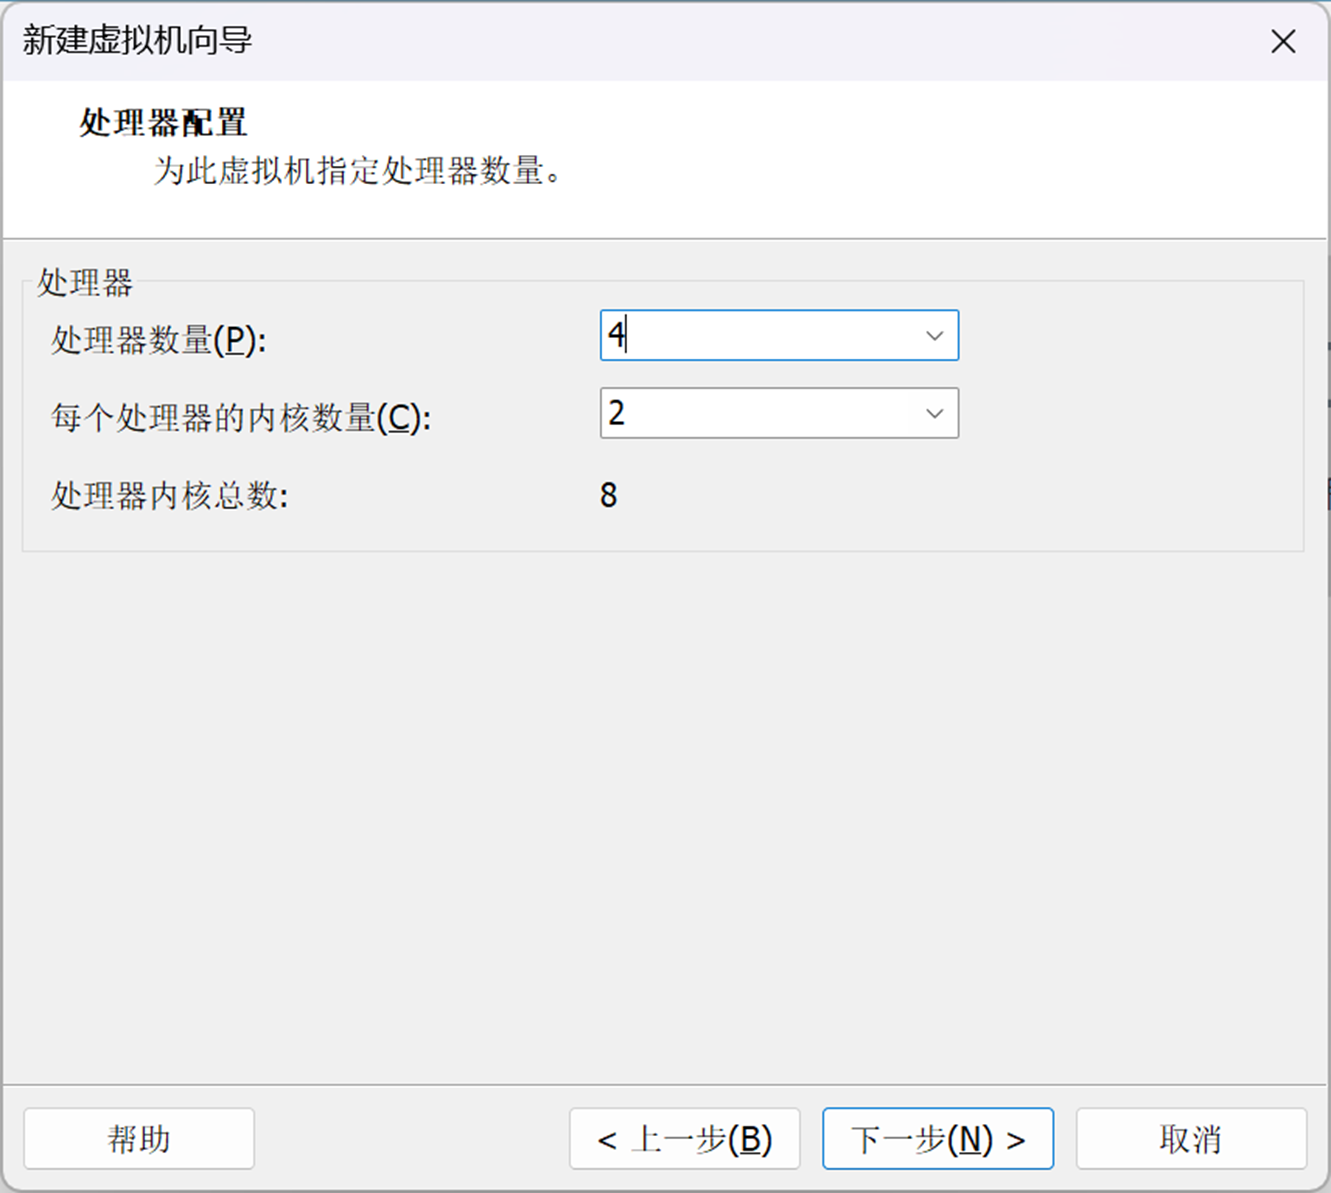 新建虚拟机向导
处理器配置
为此虚拟机指定处理器数量。
处理器
处理器数量(P): 4
每个处理器的内核数量(C): 2
处理器内核总数: 8
帮助 < 上一步(B) 下一步(N) > 取消